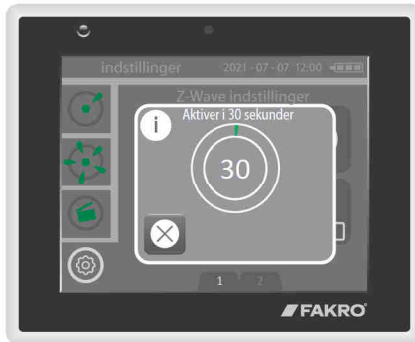 indstillinger 2021-07-07 12:00
Z-Wave indstillinger
i Aktiver i 30 sekunder
30
1 2
FAKRO